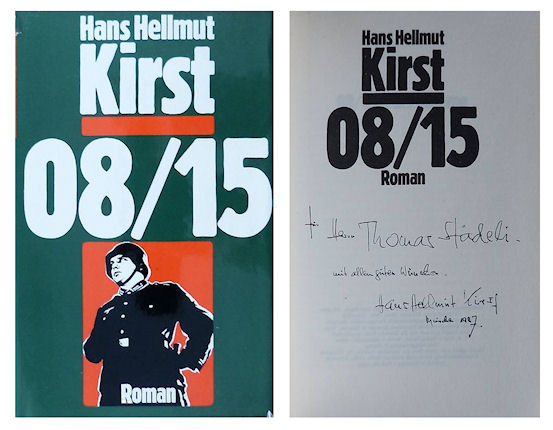 Hans Hellmut
Kirst
08/15
Roman
Hans Hellmut
Kirst
08/15
Roman
für Herrn Thomas Städeli
mit allen guten Wünschen
Hans Hellmut Kirst
1987